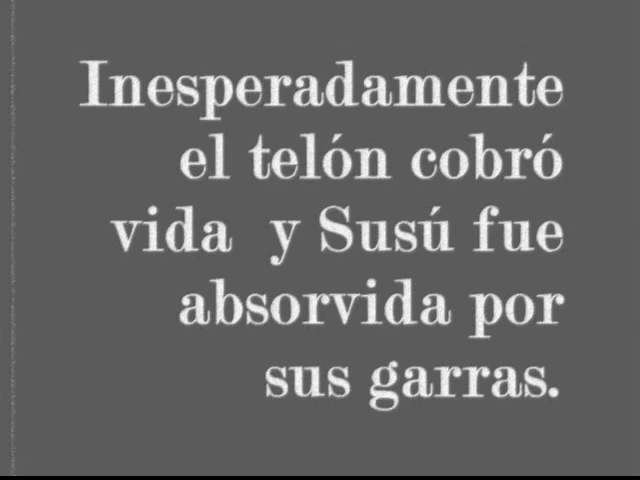 Inesperadamente
el telón cobró
vida y Susú fue
absorvida por
sus garras.